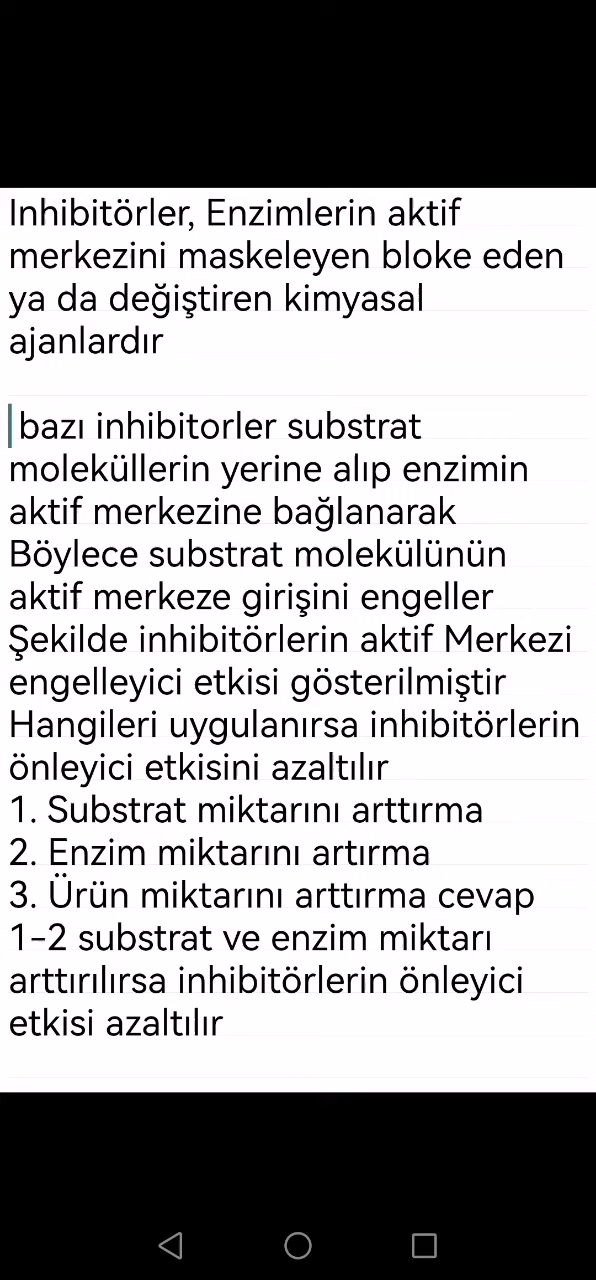 Inhibitörler, Enzimlerin aktif
merkezini maskeleyen bloke eden
ya da değiştiren kimyasal
ajanlardır
bazı inhibitorler substrat
moleküllerin yerine alıp enzimin
aktif merkezine bağlanarak
Böylece substrat molekülünün
aktif merkeze girişini engeller
Şekilde inhibitörlerin aktif Merkezi
engelleyici etkisi gösterilmiştir
Hangileri uygulanırsa inhibitörlerin
önleyici etkisini azaltılır
1. Substrat miktarını arttırma
2. Enzim miktarını artırma
3. Ürün miktarını arttırma cevap
1-2 substrat ve enzim miktarı
arttırılırsa inhibitörlerin önleyici
etkisi azaltılır